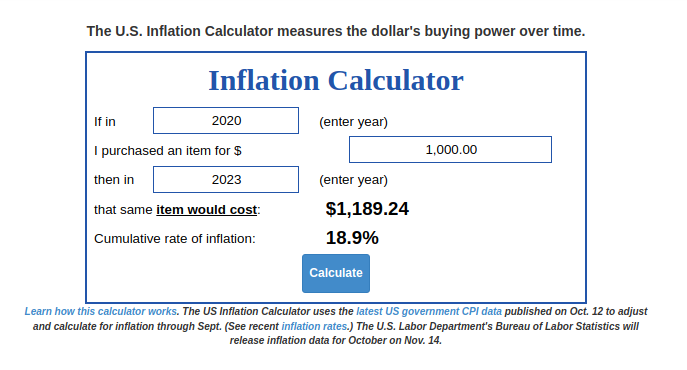 The U.S. Inflation Calculator measures the dollar's buying power over time.
Inflation Calculator
If in 2020 (enter year)
I purchased an item for $ 1,000.00
then in 2023 (enter year)
that same item would cost: $1,189.24
Cumulative rate of inflation: 18.9%
Calculate
Learn how this calculator works. The US Inflation Calculator uses the latest US government CPI data published on Oct. 12 to adjust
and calculate for inflation through Sept. (See recent inflation rates.) The U.S. Labor Department's Bureau of Labor Statistics will
release inflation data for October on Nov. 14.